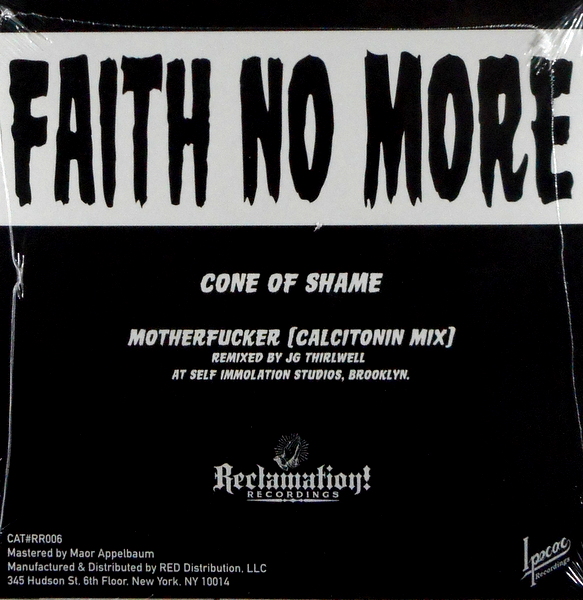 FAITH NO MORE
CONE OF SHAME
MOTHERFUCKER (CALCITONIN MIX)
REMIXED BY JG THIRLWELL
AT SELF IMMOLATION STUDIOS, BROOKLYN.
Reclamation!
RECORDINGS
CAT#RR006
Mastered by Maor Appelbaum
Manufactured & Distributed by RED Distribution, LLC
345 Hudson St, 6th Floor, New York, NY 10014
Ipecac
Recordings